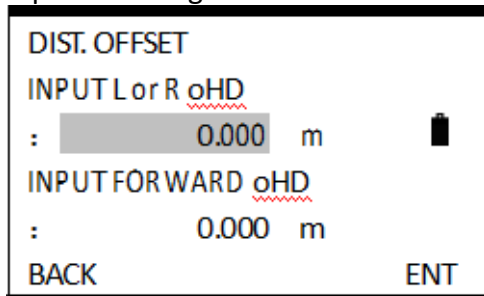 DIST. OFFSET
INPUT L or R oHD
: 0.000 m
INPUT FORWARD oHD
: 0.000 m
BACK ENT